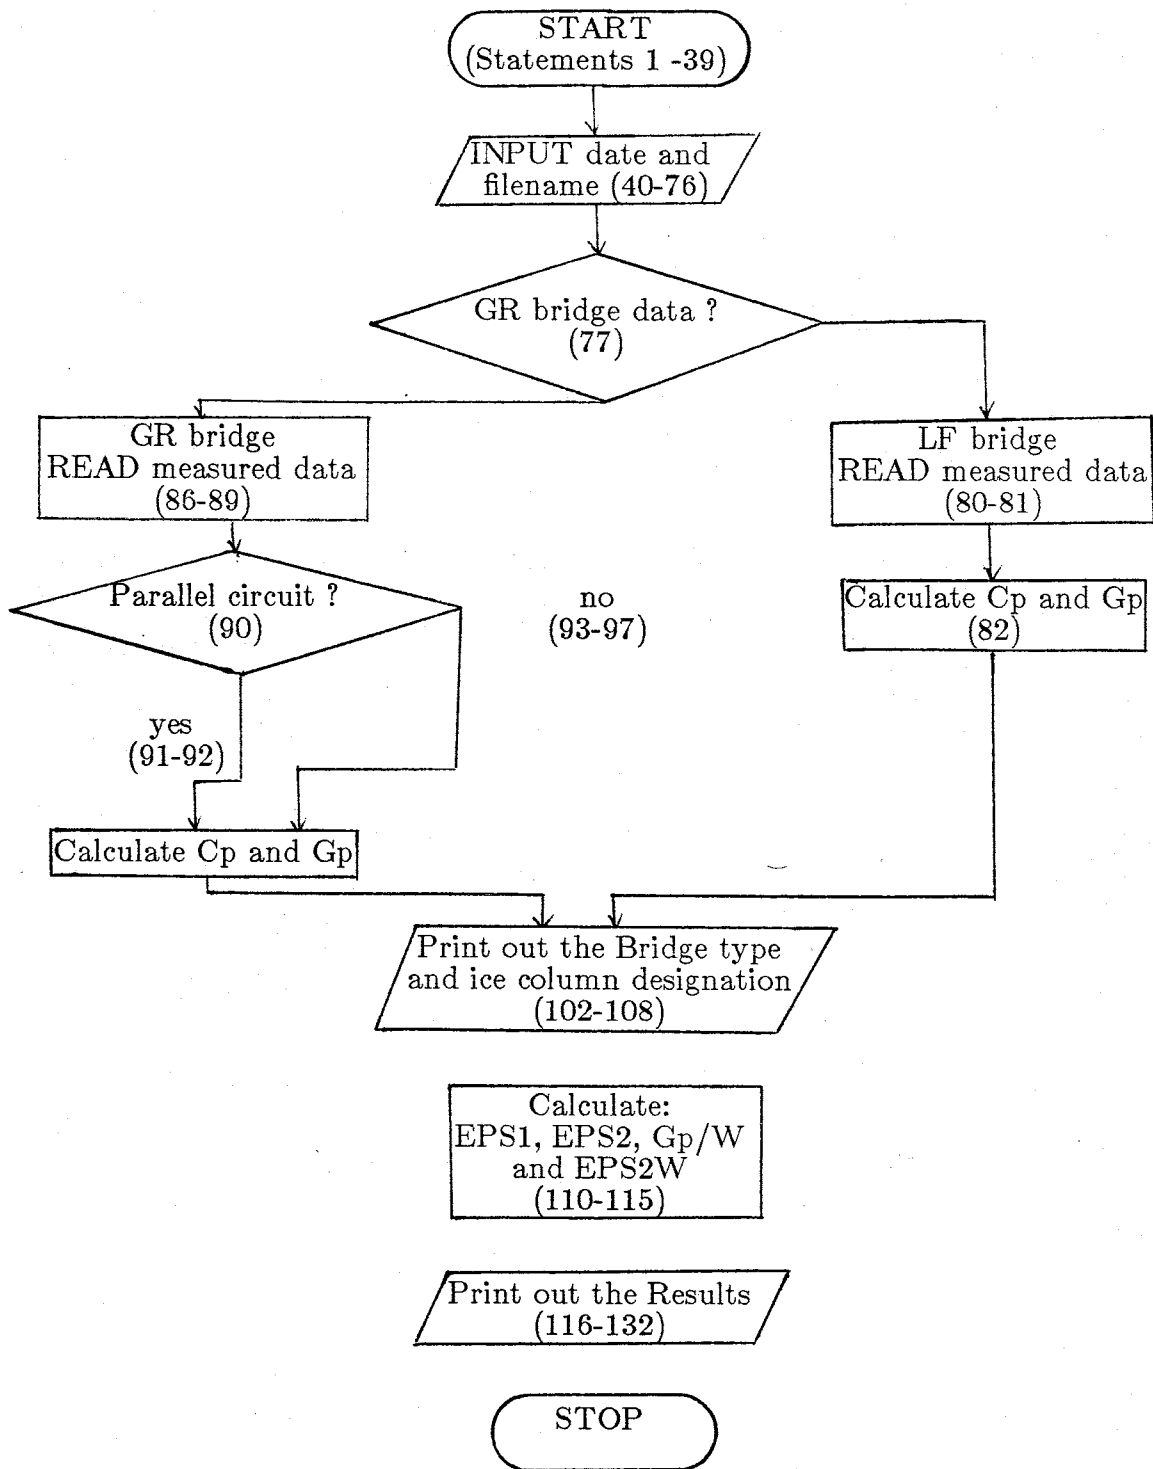 START
(Statements 1 -39)
INPUT date and
filename (40-76)
GR bridge data ?
(77)
GR bridge
READ measured data
(86-89)
LF bridge
READ measured data
(80-81)
Parallel circuit ?
(90)
no
(93-97)
Calculate Cp and Gp
(82)
yes
(91-92)
Calculate Cp and Gp
Print out the Bridge type
and ice column designation
(102-108)
Calculate:
EPS1, EPS2, Gp/W
and EPS2W
(110-115)
Print out the Results
(116-132)
STOP